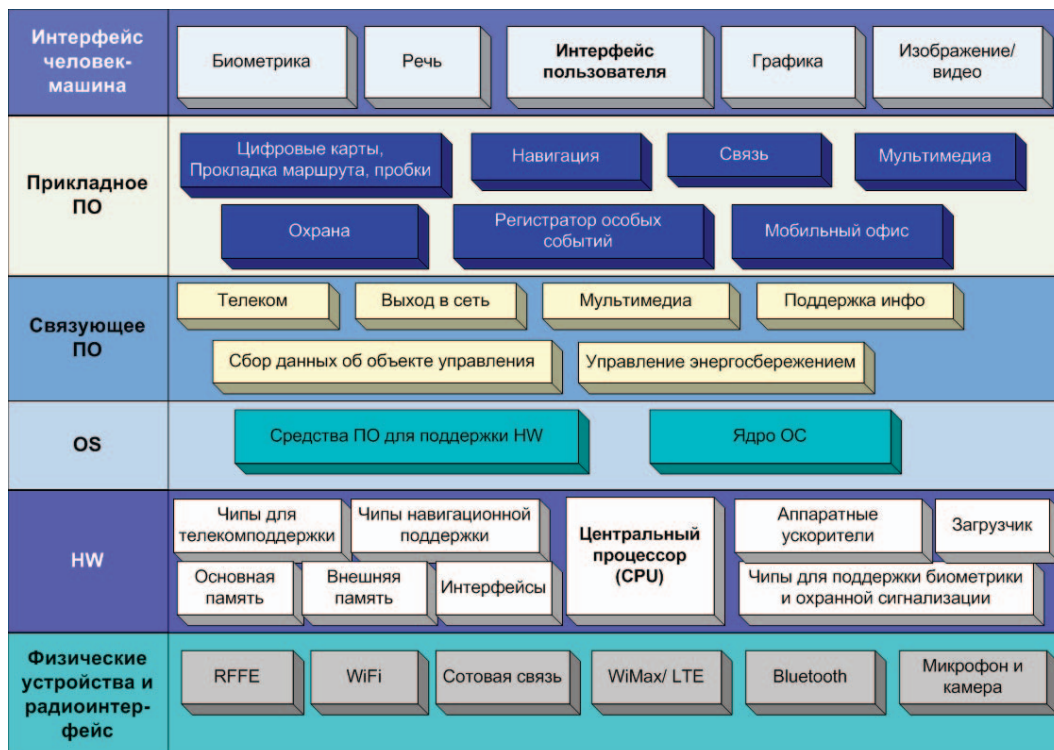 Интерфейс
человек-
машина
Биометрика
Речь
Интерфейс
пользователя
Графика
Изображение/
видео
Прикладное
ПО
Цифровые карты,
Прокладка маршрута, пробки
Навигация
Связь
Мультимедиа
Охрана
Регистратор особых
событий
Мобильный офис
Связующее
ПО
Телеком
Выход в сеть
Мультимедиа
Поддержка инфо
Сбор данных об объекте управления
Управление энергосбережением
OS
Средства ПО для поддержки HW
Ядро ОС
HW
Чипы для
телекомподдержки
Чипы навигационной
поддержки
Центральный
процессор
(CPU)
Аппаратные
ускорители
Загрузчик
Основная
память
Внешняя
память
Интерфейсы
Чипы для поддержки биометрики
и охранной сигнализации
Физические
устройства и
радиоинтер-
фейс
RFFE
WiFi
Сотовая связь
WiMax/ LTE
Bluetooth
Микрофон и
камера